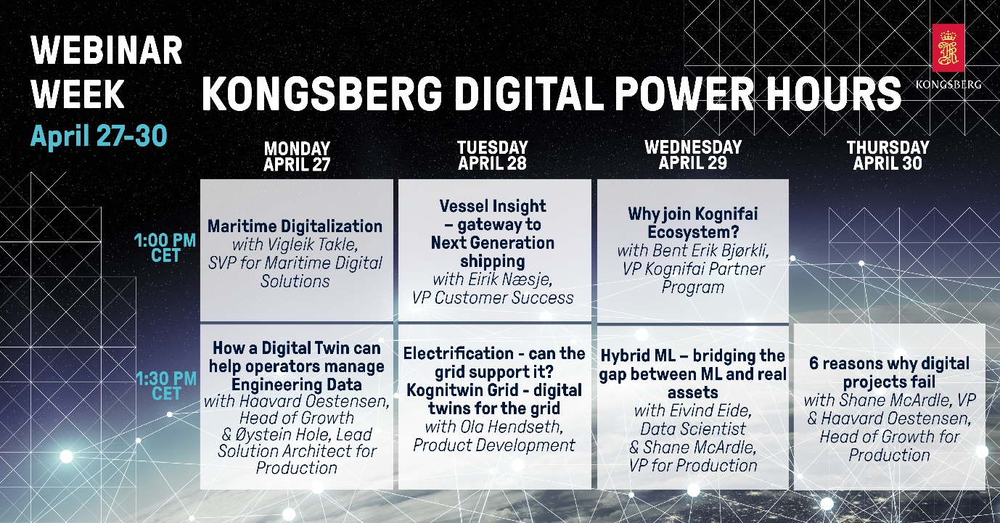 WEBINAR
WEEK
April 27-30
KONGSBERG DIGITAL POWER HOURS
KONGSBERG
MONDAY
APRIL 27
TUESDAY
APRIL 28
WEDNESDAY
APRIL 29
THURSDAY
APRIL 30
1:00 PM
CET
Maritime Digitalization
with Vigleik Takle,
SVP for Maritime Digital
Solutions
Vessel Insight
– gateway to
Next Generation
shipping
with Eirik Næsje,
VP Customer Success
Why join Kognifai
Ecosystem?
with Bent Erik Bjørkli,
VP Kognifai Partner
Program
1:30 PM
CET
How a Digital Twin can
help operators manage
Engineering Data
with Haavard Oestensen,
Head of Growth
& Øystein Hole, Lead
Solution Architect for
Production
Electrification - can the
grid support it?
Kognitwin Grid - digital
twins for the grid
with Ola Hendseth,
Product Development
Hybrid ML – bridging the
gap between ML and real
assets
with Eivind Eide,
Data Scientist
& Shane McArdle,
VP for Production
6 reasons why digital
projects fail
with Shane McArdle, VP
& Haavard Oestensen,
Head of Growth for
Production